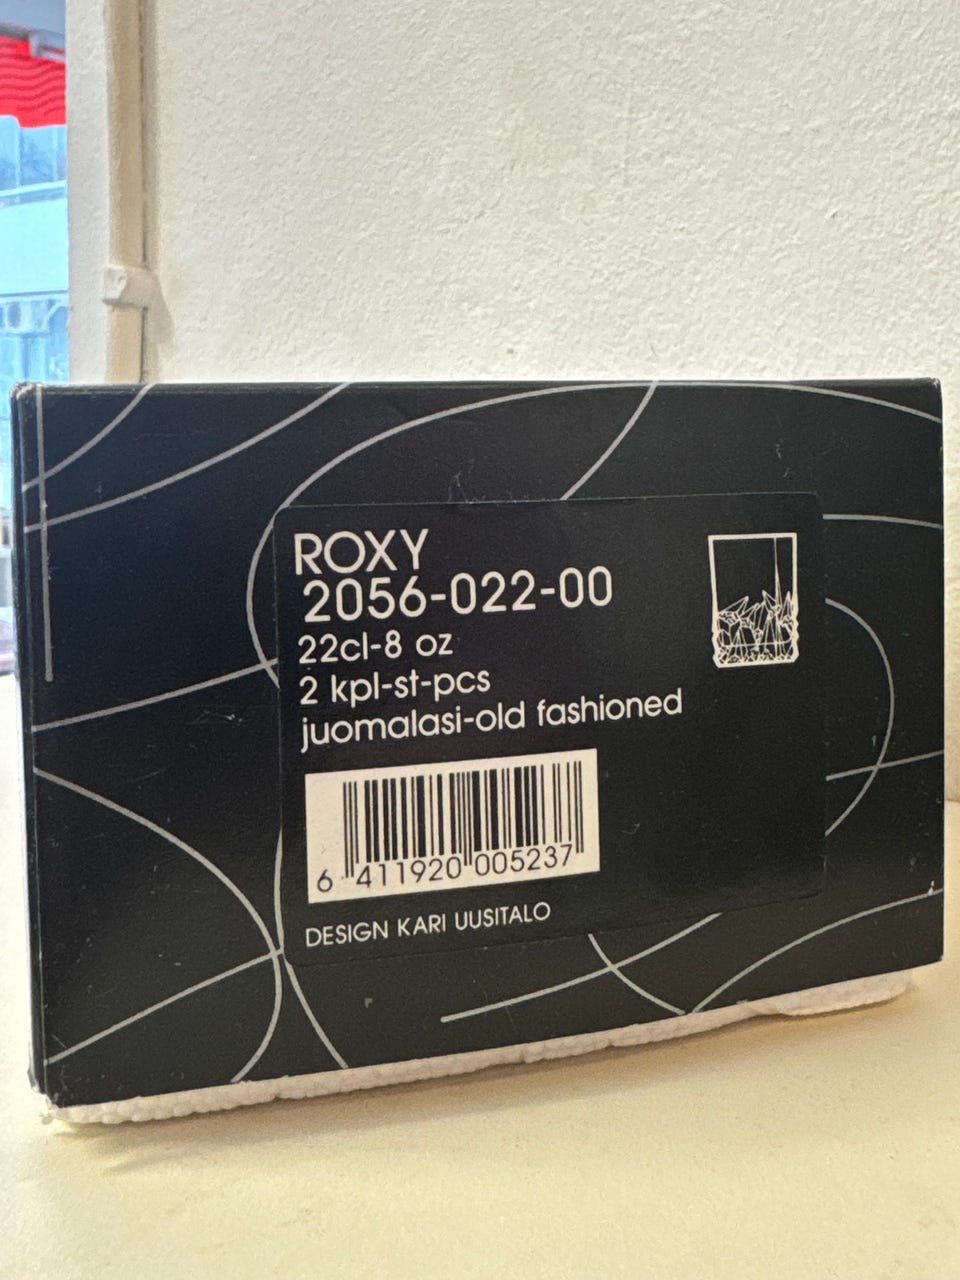 ROXY
2056-022-00
22cl-8 oz
2 kpl-st-pcs
juomalasi-old fashioned
6 411920 005237
DESIGN KARI UUSITALO